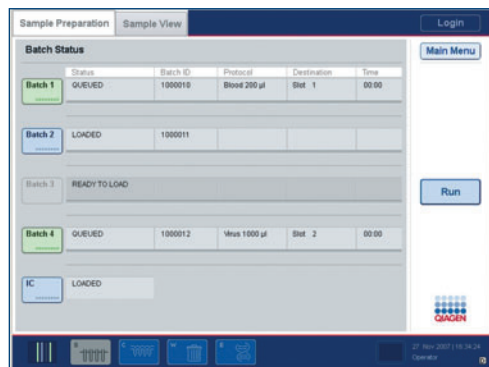 Sample Preparation Sample View Login
Batch Status Main Menu
Status Batch ID Protocol Destination Time
Batch 1 QUEUED 1000010 Blood 200 µl Slot 1 00:00
Batch 2 LOADED 1000011
Batch 3 READY TO LOAD
Run
Batch 4 QUEUED 1000012 Virus 1000 µl Slot 2 00:00
IC LOADED
QIAGEN
B C W E
27 Nov 2007 | 16:34:24
Operator